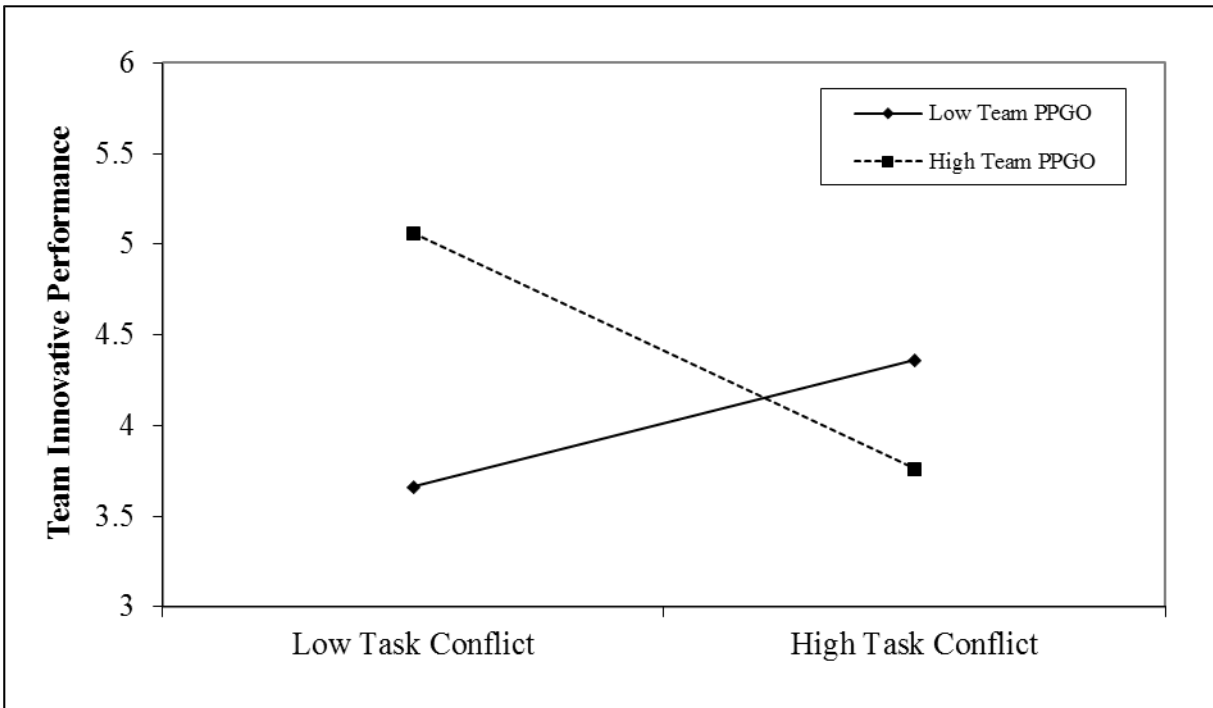 6
5.5
5
4.5
4
3.5
3
Team Innovative Performance
Low Team PPGO
High Team PPGO
Low Task Conflict
High Task Conflict